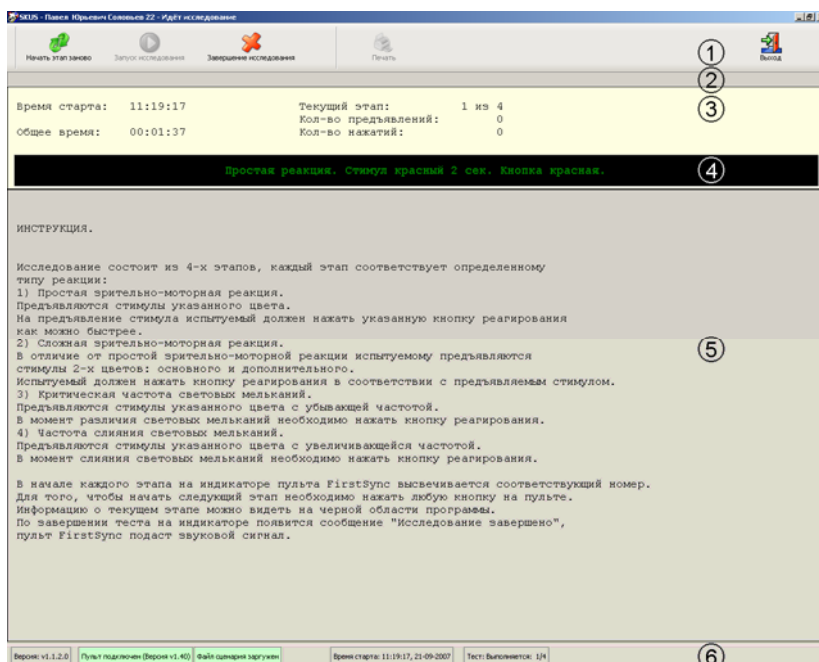 SKUS - Павел Юрьевич Соловьев 22 - Идёт исследование
Начать этап заново
Запуск исследования
Завершение исследования
Печать
Выход
1
2
Время старта: 11:19:17 Текущий этап: 1 из 4
3
Кол-во предъявлений: 0
Общее время: 00:01:37 Кол-во нажатий: 0
Простая реакция. Стимул красный 2 сек. Кнопка красная.
4
ИНСТРУКЦИЯ.
Исследование состоит из 4-х этапов, каждый этап соответствует определенному
типу реакции:
1) Простая зрительно-моторная реакция.
Предъявляются стимулы указанного цвета.
На предъявление стимула испытуемый должен нажать указанную кнопку реагирования
как можно быстрее.
2) Сложная зрительно-моторная реакция.
5
В отличие от простой зрительно-моторной реакции испытуемому предъявляются
стимулы 2-х цветов: основного и дополнительного.
Испытуемый должен нажать кнопку реагирования в соответствии с предъявляемым стимулом.
3) Критическая частота световых мельканий.
Предъявляются стимулы указанного цвета с убывающей частотой.
В момент различия световых мельканий необходимо нажать кнопку реагирования.
4) Частота слияния световых мельканий.
Предъявляются стимулы указанного цвета с увеличивающейся частотой.
В момент слияния световых мельканий необходимо нажать кнопку реагирования.
В начале каждого этапа на индикаторе пульта FirstSync высвечивается соответствующий номер.
Для того, чтобы начать следующий этап необходимо нажать любую кнопку на пульте.
Информацию о текущем этапе можно видеть на черной области программы.
По завершении теста на индикаторе появится сообщение "Исследование завершено",
пульт FirstSync подаст звуковой сигнал.
Версия: v1.1.2.0 Пульт подключен (Версия v1.40) Файл сценария загружен Время старта: 11:19:17, 21-09-2007 Тест: Выполняется: 1/4
6